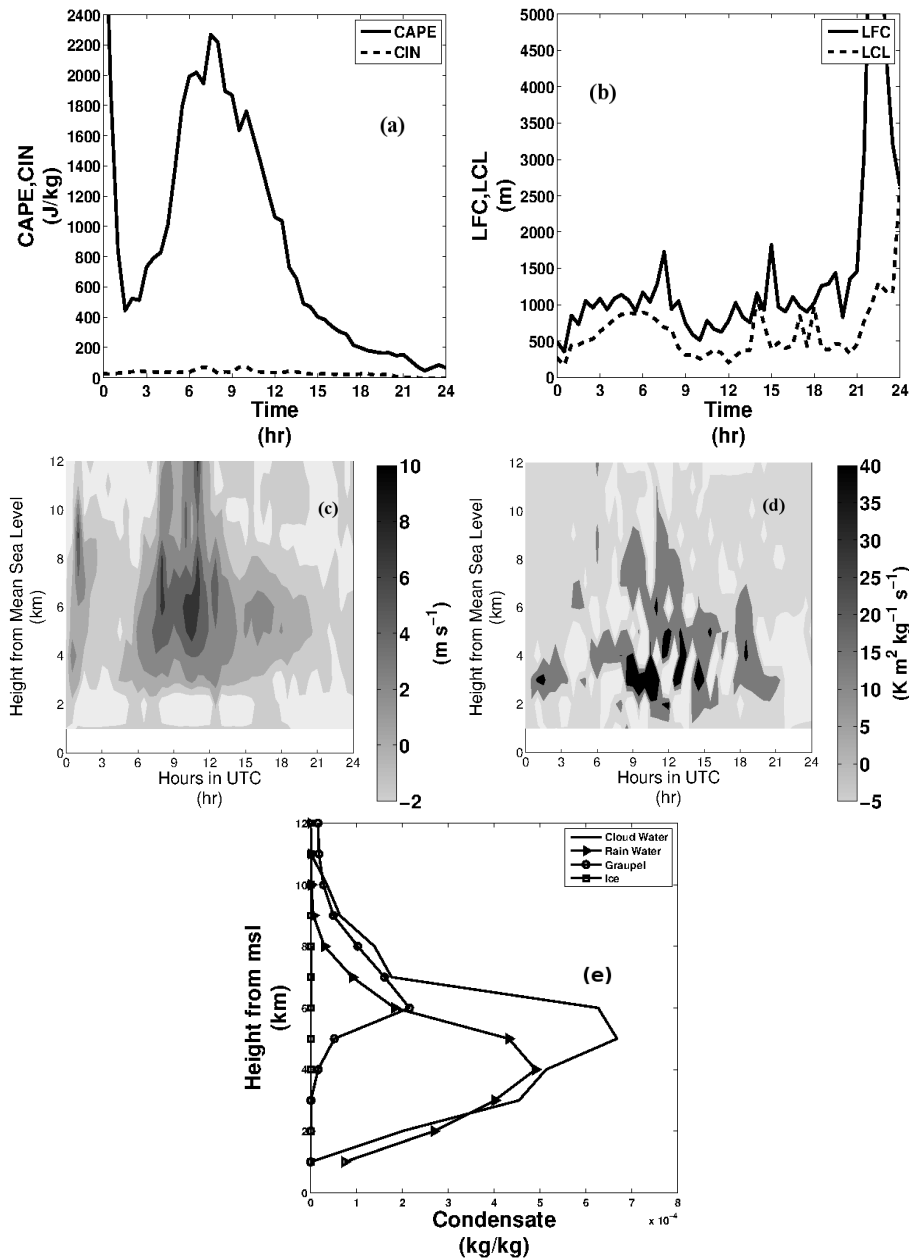 2400
2200
2000
1800
1600
1400
1200
1000
800
600
400
200
0
CAPE,CIN
(J/kg)
CAPE
CIN
(a)
0 3 6 9 12 15 18 21 24
Time
(hr)
5000
4500
4000
3500
3000
2500
2000
1500
1000
500
0
LFC,LCL
(m)
LFC
LCL
(b)
0 3 6 9 12 15 18 21 24
Time
(hr)
12
10
8
6
4
2
0
Height from Mean Sea Level
(km)
(c)
0 3 6 9 12 15 18 21 24
Hours in UTC
(hr)
10
8
6
4
2
0
−2
(m s⁻¹)
12
10
8
6
4
2
0
Height from Mean Sea Level
(km)
(d)
0 3 6 9 12 15 18 21 24
Hours in UTC
(hr)
40
35
30
25
20
15
10
5
0
−5
(K m² kg⁻¹ s⁻¹)
12
10
8
6
4
2
0
Height from msl
(km)
Cloud Water
Rain Water
Graupel
Ice
(e)
0 1 2 3 4 5 6 7 8
x 10⁻⁴
Condensate
(kg/kg)